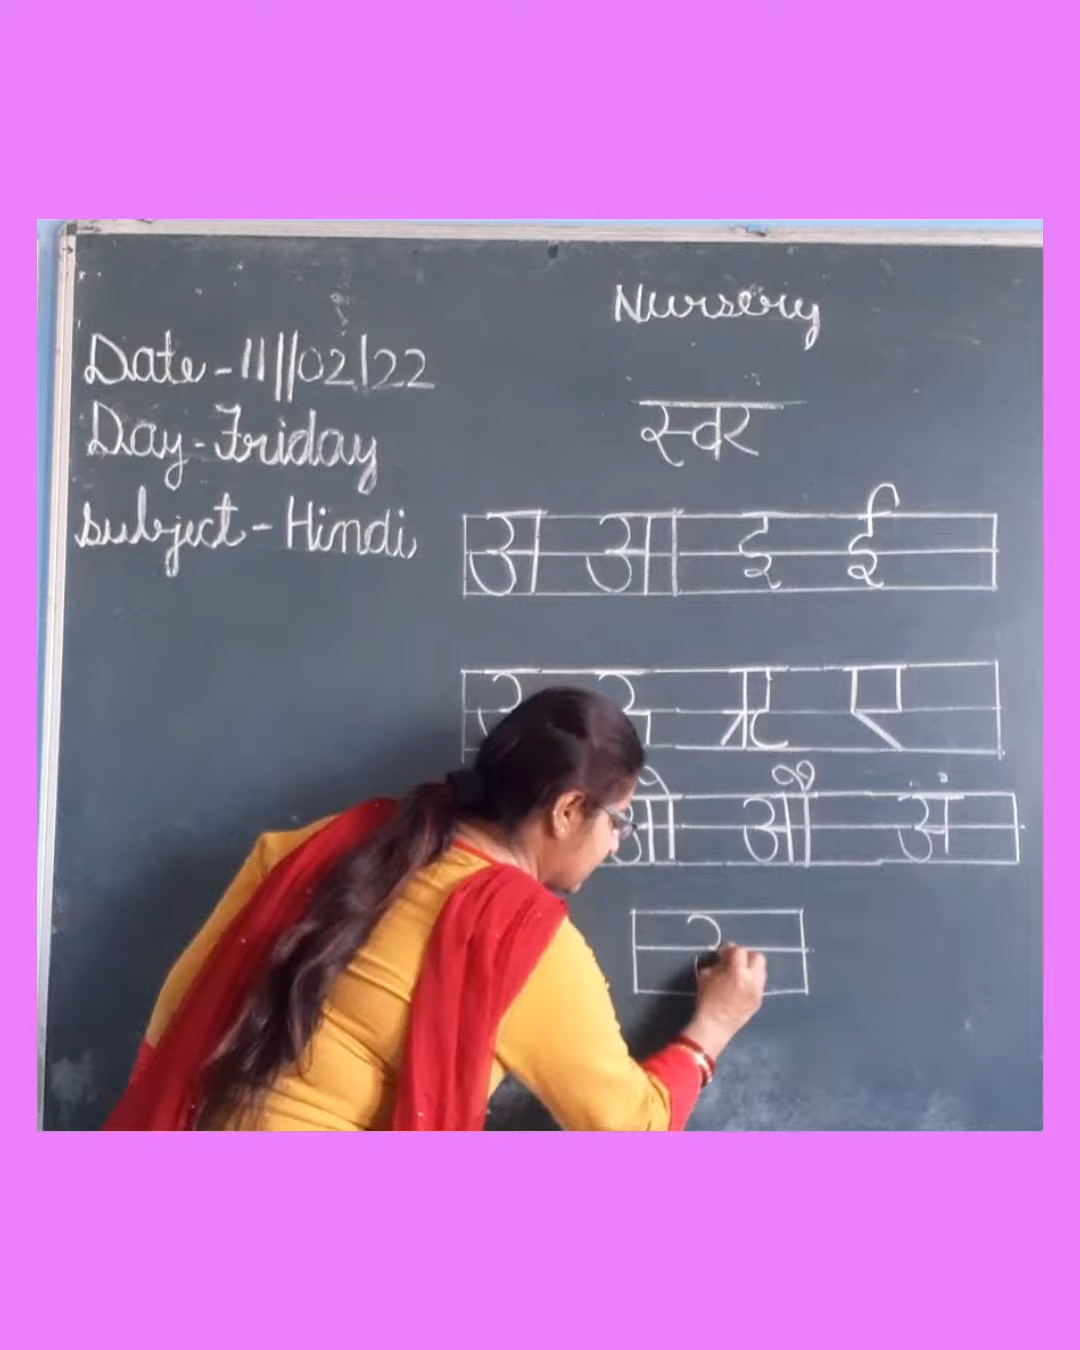 Nursery
Date-11//02/22
Day-Friday
स्वर
subject-Hindi
अ आ इ ई
उ ऋ ए
ओ औ अं